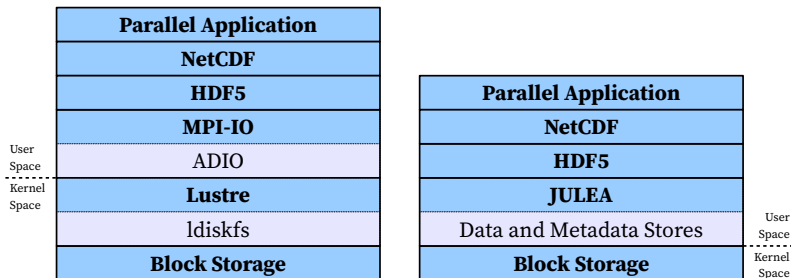 Parallel Application
NetCDF
HDF5
MPI-IO
User
Space
ADIO
Kernel
Space
Lustre
ldiskfs
Block Storage
Parallel Application
NetCDF
HDF5
JULEA
Data and Metadata Stores
User
Space
Block Storage
Kernel
Space